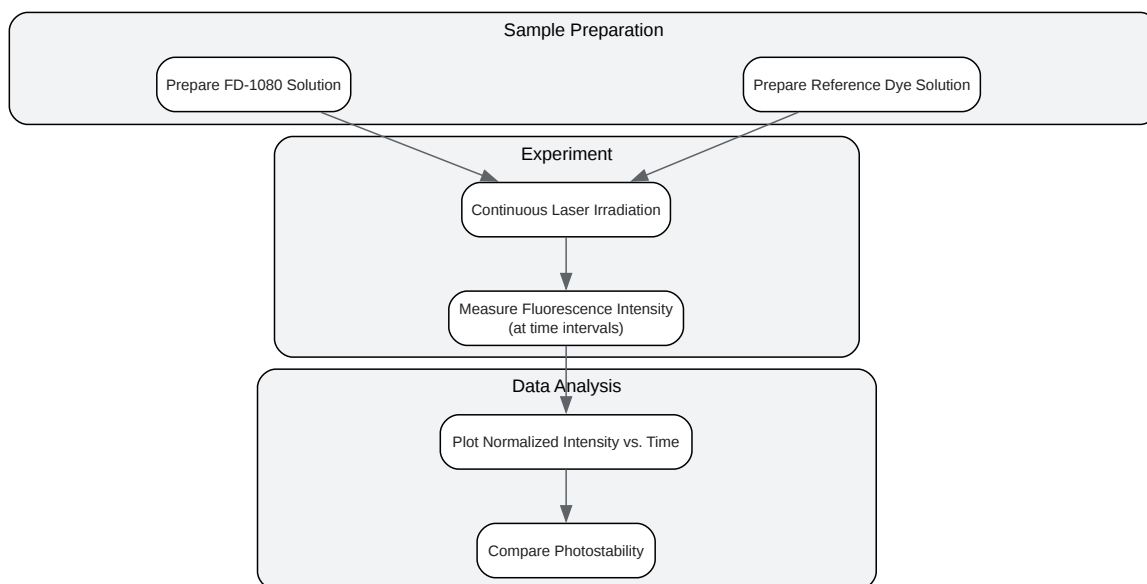 Sample Preparation
Prepare FD-1080 Solution
Prepare Reference Dye Solution
Experiment
Continuous Laser Irradiation
Measure Fluorescence Intensity
(at time intervals)
Data Analysis
Plot Normalized Intensity vs. Time
Compare Photostability